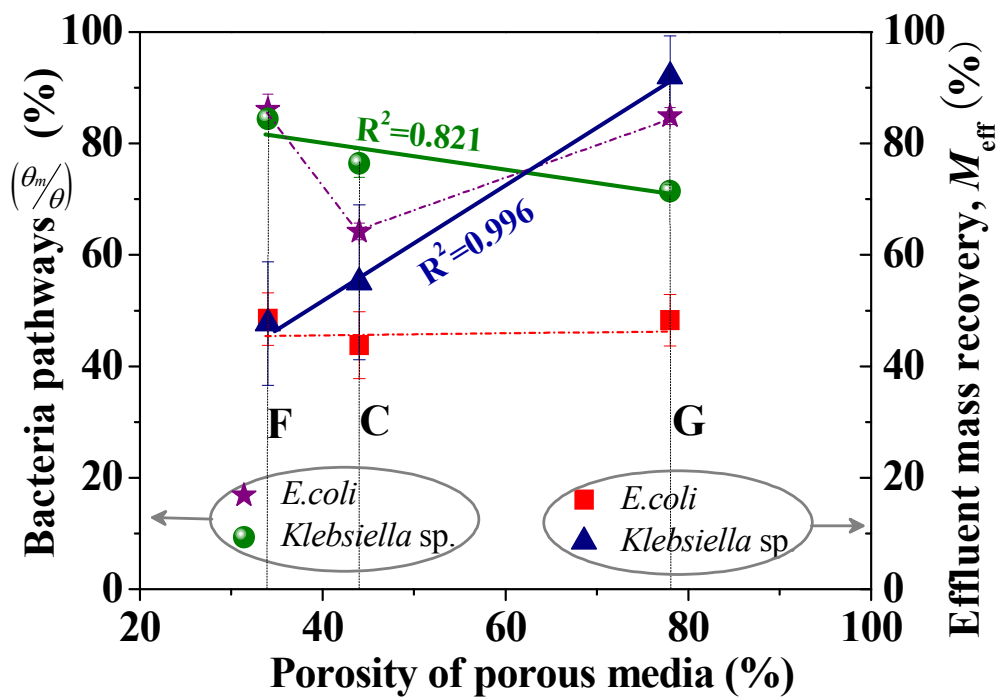 Bacteria pathways (θm/θ) (%)
100
80
60
40
20
0
R²=0.821
R²=0.996
F
C
G
E.coli
Klebsiella sp.
E.coli
Klebsiella sp
100
80
60
40
20
0
Effluent mass recovery, Meff (%)
20 40 60 80 100
Porosity of porous media (%)